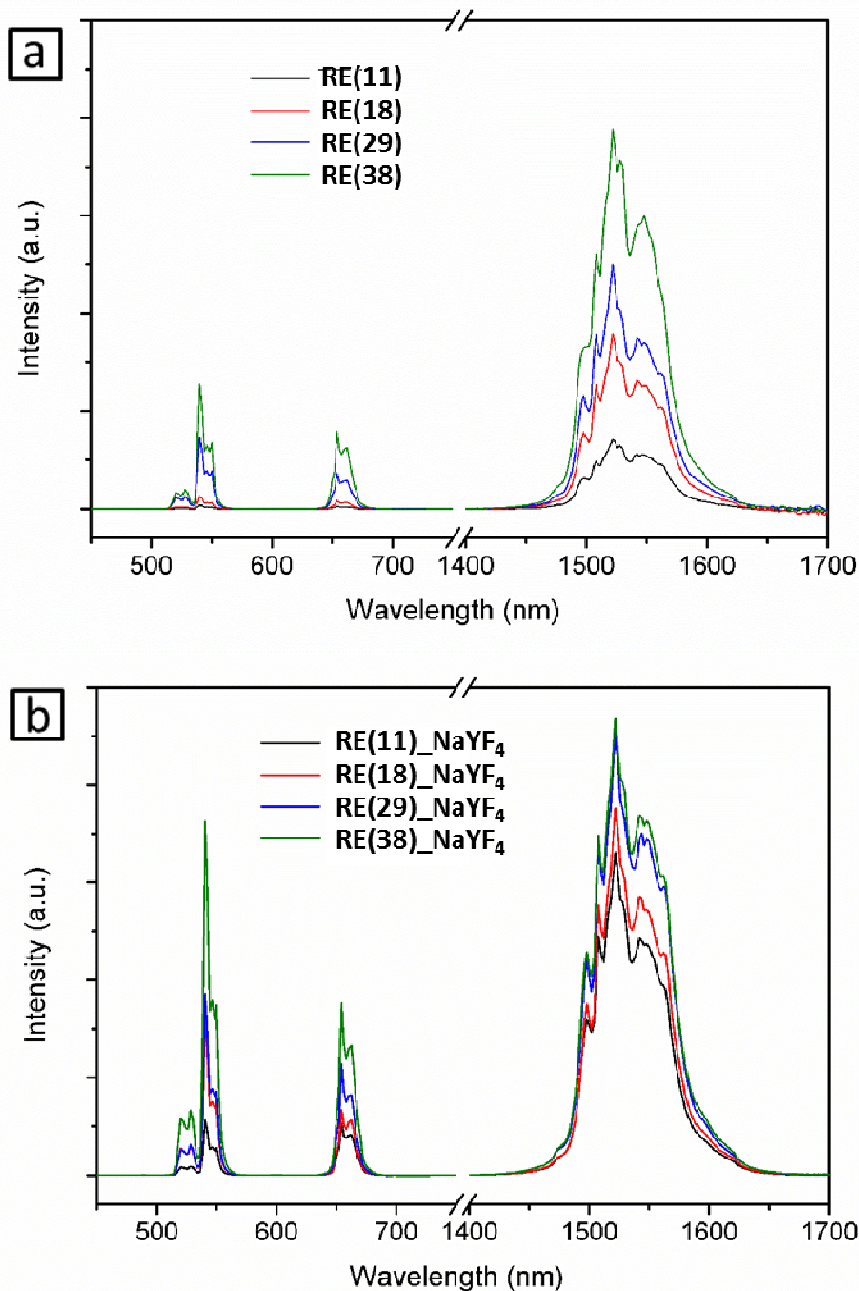 a
RE(11)
RE(18)
RE(29)
RE(38)
Intensity (a.u.)
500 600 700 1400 1500 1600 1700
Wavelength (nm)
b
RE(11)_NaYF₄
RE(18)_NaYF₄
RE(29)_NaYF₄
RE(38)_NaYF₄
Intensity (a.u.)
500 600 700 1400 1500 1600 1700
Wavelength (nm)